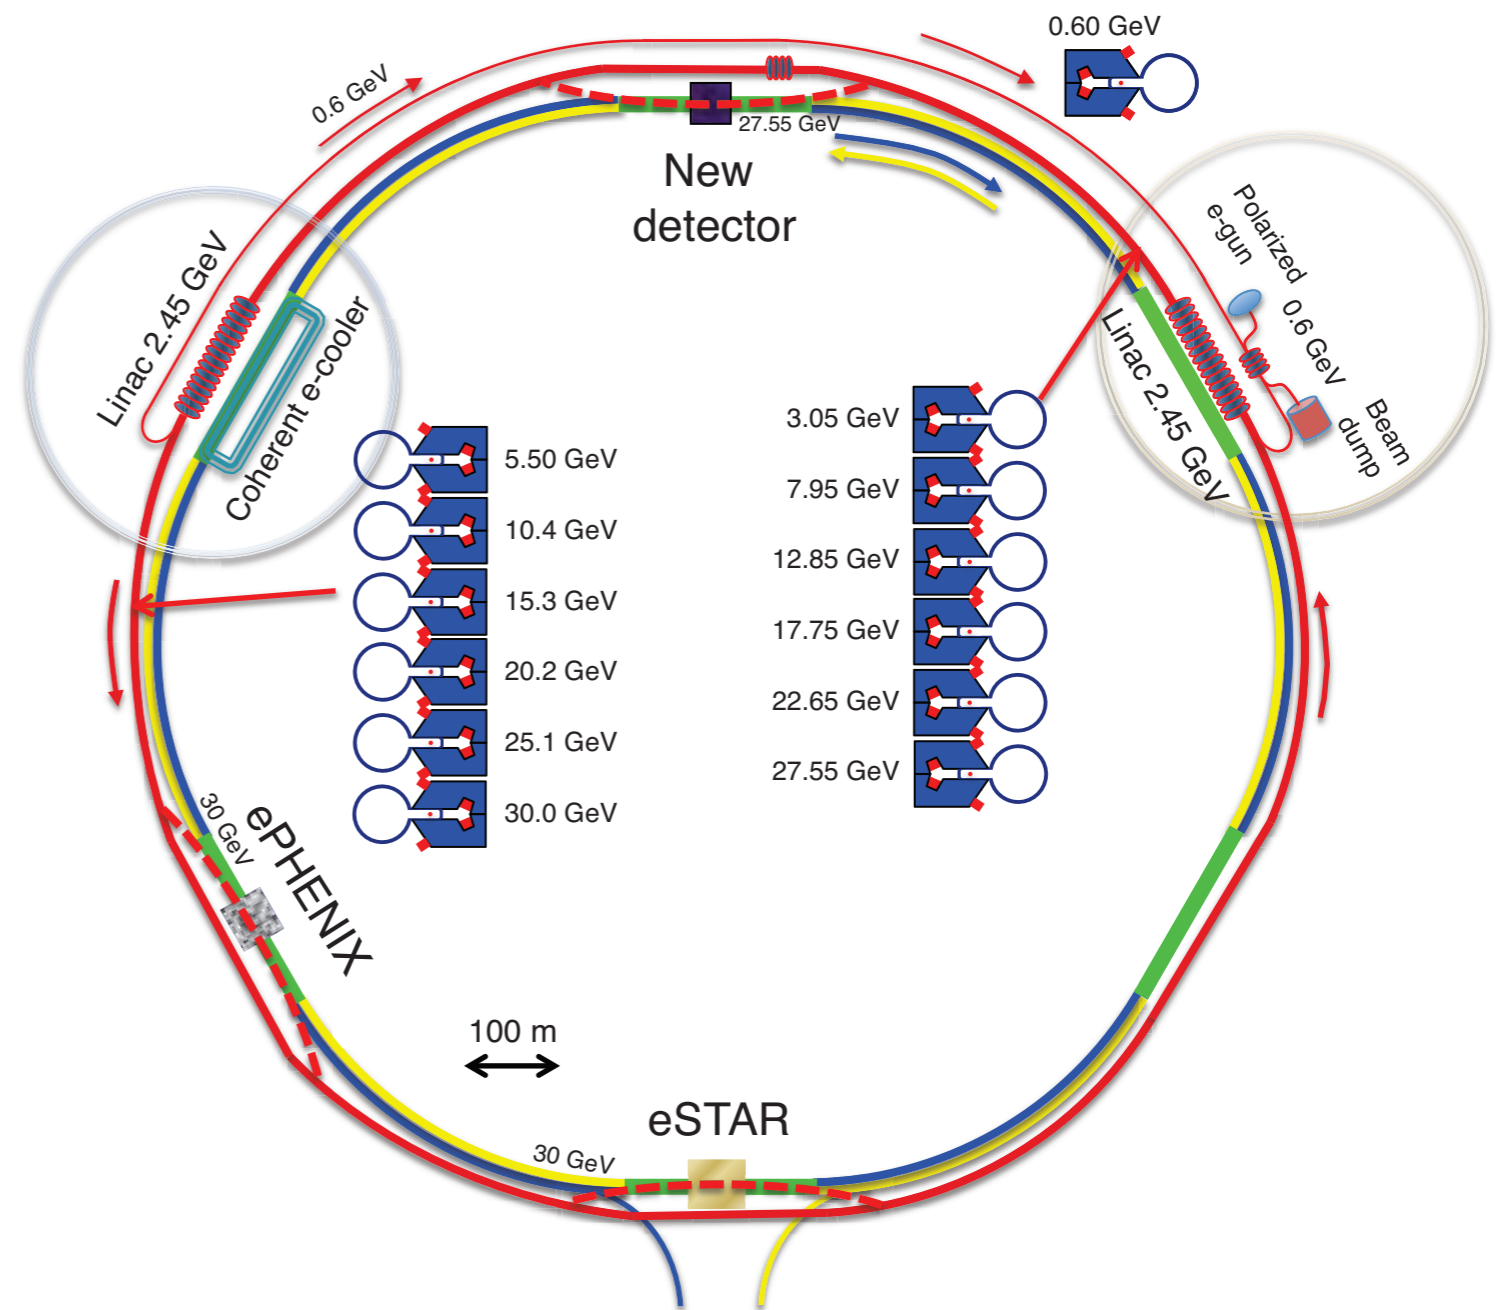 0.60 GeV
0.6 GeV
27.55 GeV
New
detector
Polarized
e-gun
0.6 GeV
Beam
dump
Linac 2.45 GeV
Coherent e-cooler
Linac 2.45 GeV
5.50 GeV
10.4 GeV
15.3 GeV
20.2 GeV
25.1 GeV
30.0 GeV
3.05 GeV
7.95 GeV
12.85 GeV
17.75 GeV
22.65 GeV
27.55 GeV
30 GeV
ePHENIX
100 m
eSTAR
30 GeV